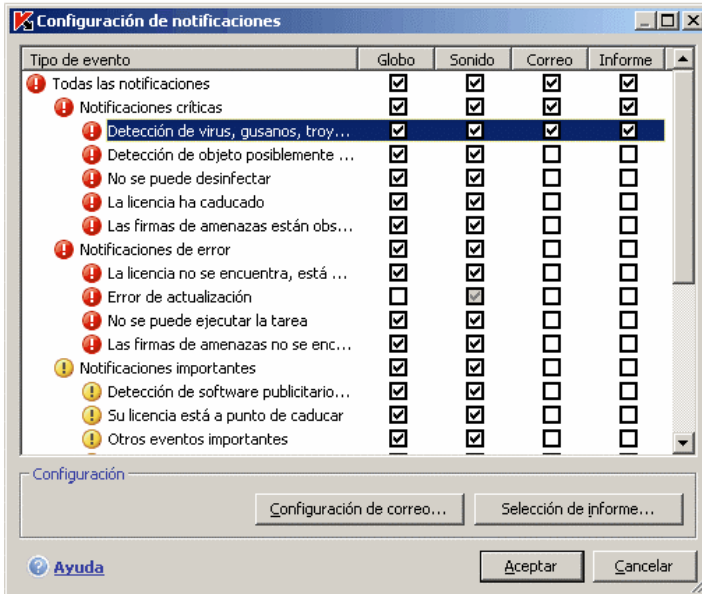 Configuración de notificaciones
Tipo de evento Globo Sonido Correo Informe
Todas las notificaciones
Notificaciones críticas
Detección de virus, gusanos, troy...
Detección de objeto posiblemente ...
No se puede desinfectar
La licencia ha caducado
Las firmas de amenazas están obs...
Notificaciones de error
La licencia no se encuentra, está ...
Error de actualización
No se puede ejecutar la tarea
Las firmas de amenazas no se enc...
Notificaciones importantes
Detección de software publicitario...
Su licencia está a punto de caducar
Otros eventos importantes
Configuración
Configuración de correo... Selección de informe...
Ayuda Aceptar Cancelar